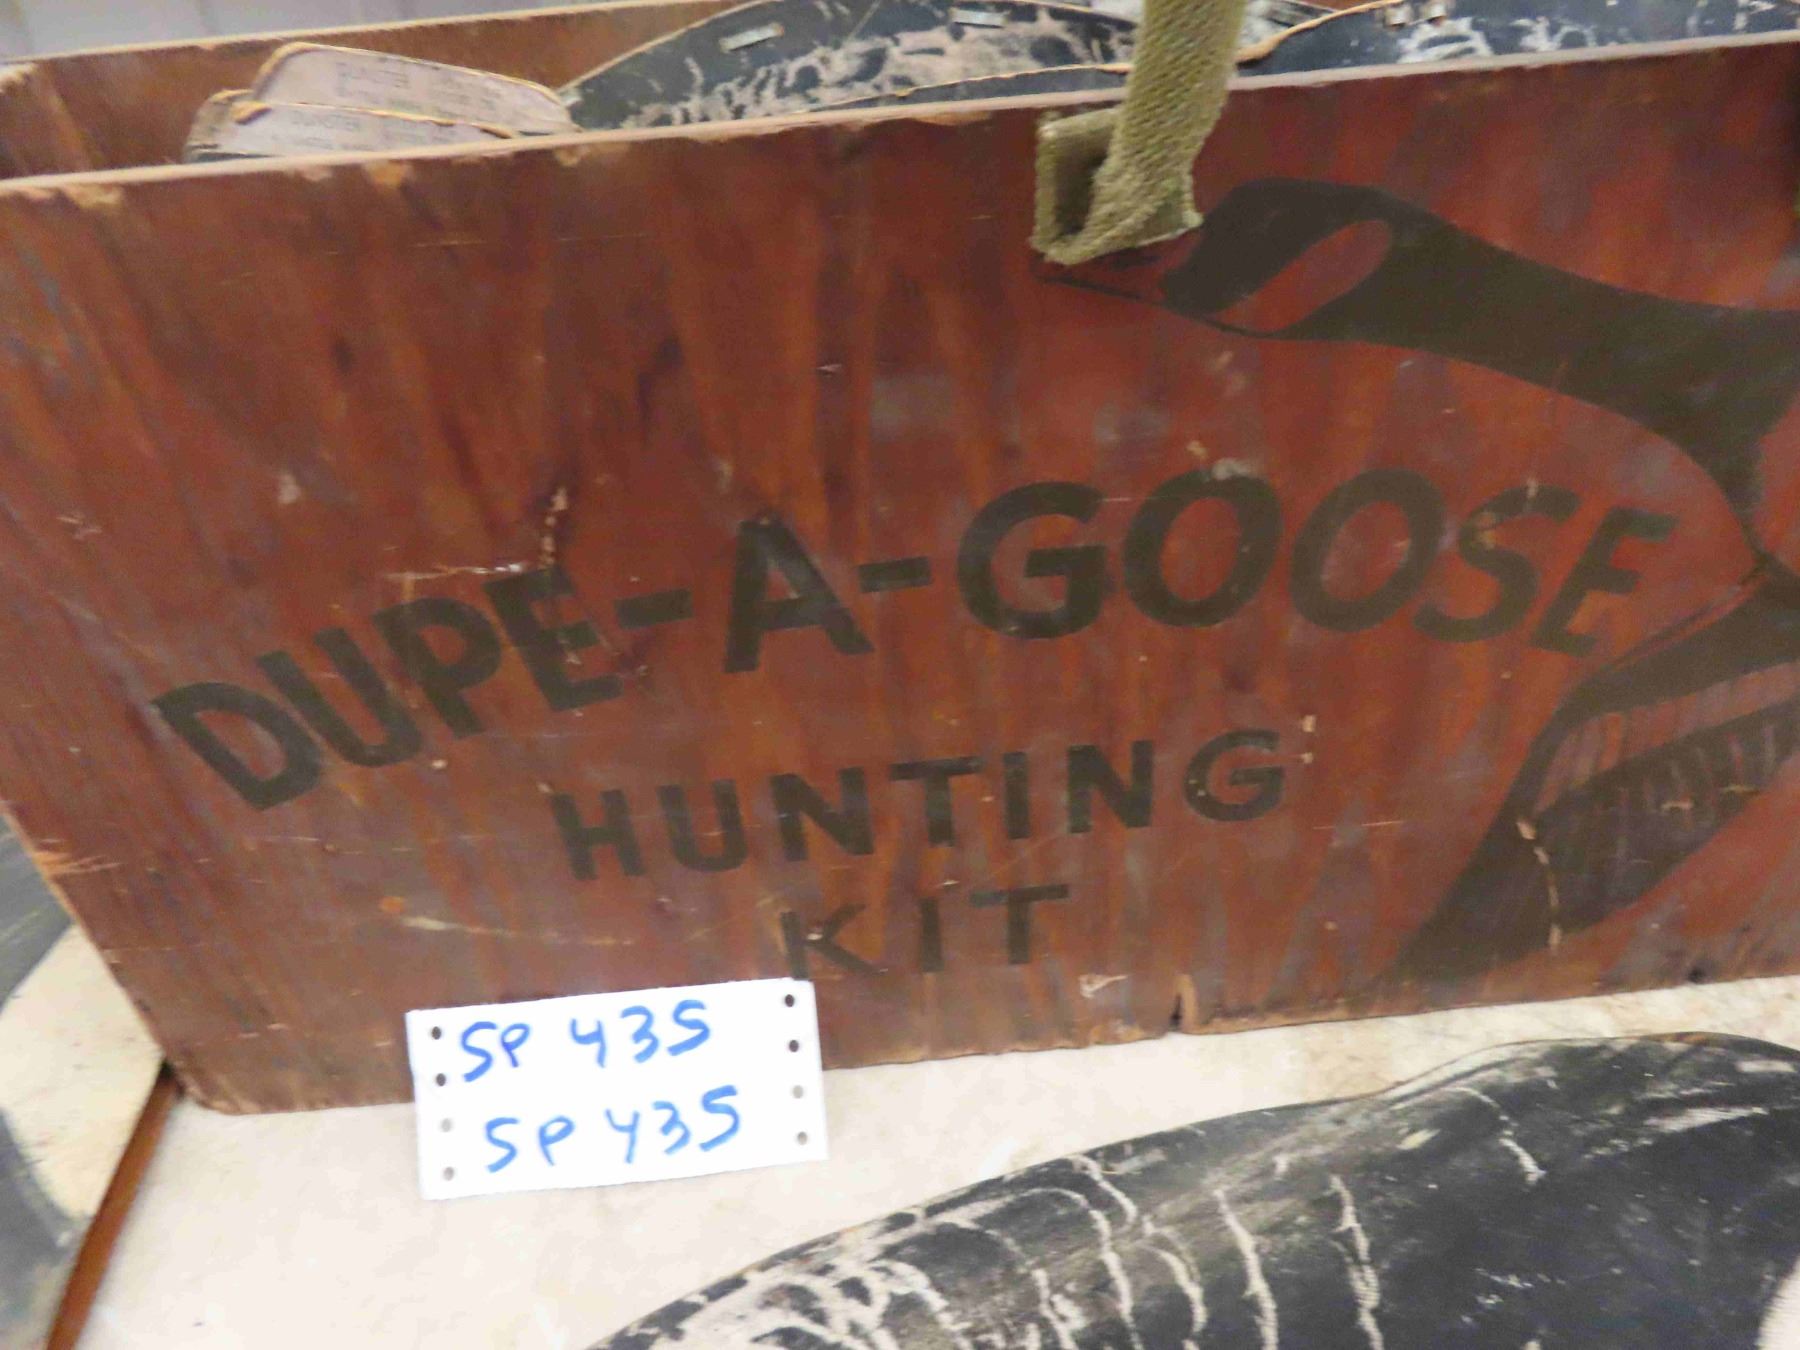 DUPE-A-GOOSE
HUNTING
KIT
SP 435
SP 435